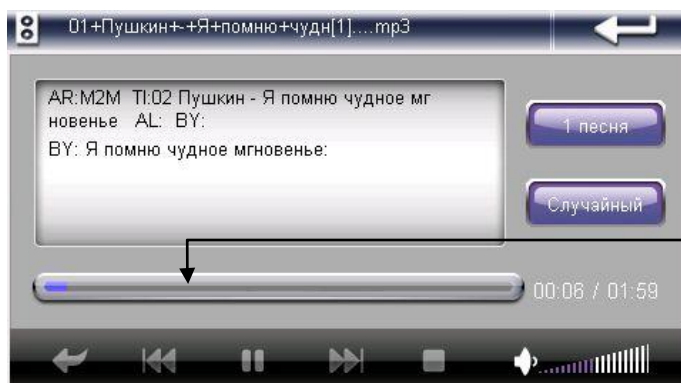 01+Пушкин+-+Я+помню+чудн[1]....mp3
AR:M2M TI:02 Пушкин - Я помню чудное мг
новенье AL: BY:
BY: Я помню чудное мгновенье:
1 песня
Случайный
00:06 / 01:59